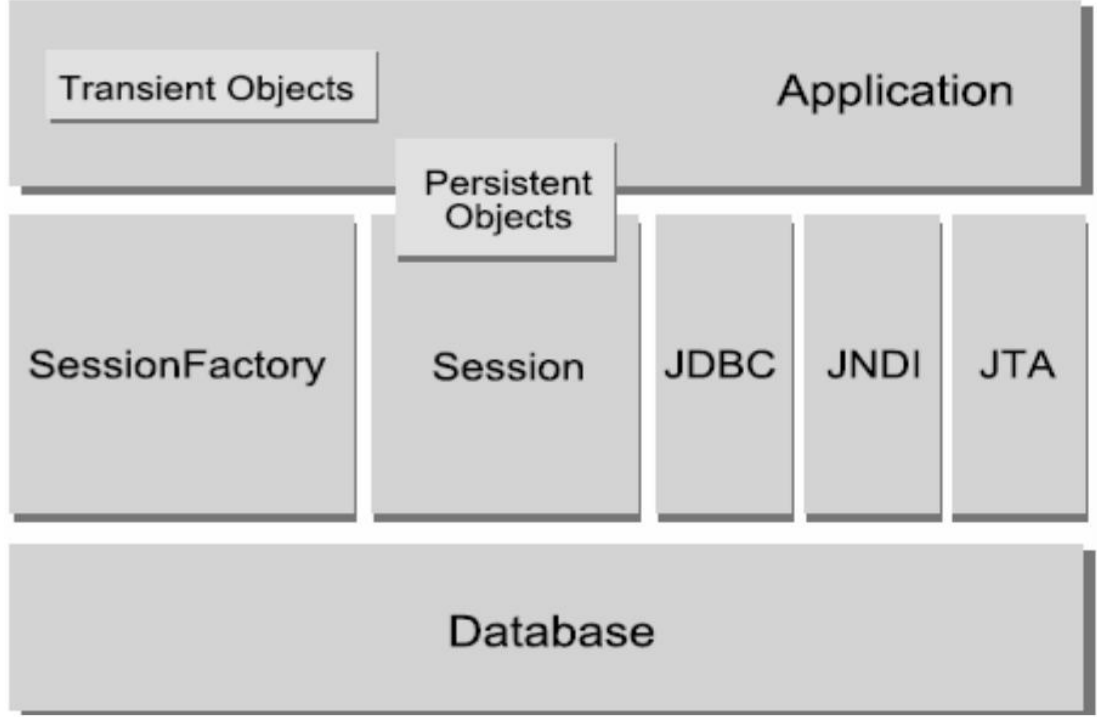 Transient Objects
Application
Persistent
Objects
SessionFactory
Session
JDBC
JNDI
JTA
Database